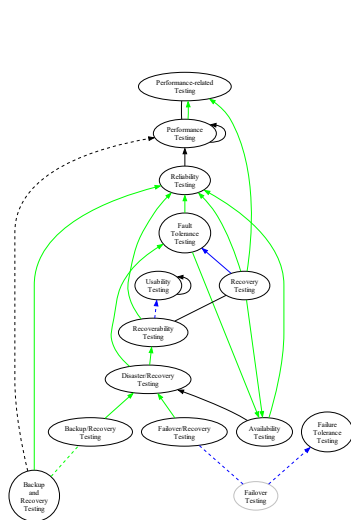 Performance-related
Testing
Performance
Testing
Reliability
Testing
Fault
Tolerance
Testing
Usability
Testing
Recovery
Testing
Recoverability
Testing
Disaster/Recovery
Testing
Backup/Recovery
Testing
Failover/Recovery
Testing
Availability
Testing
Failure
Tolerance
Testing
Backup
and
Recovery
Testing
Failover
Testing